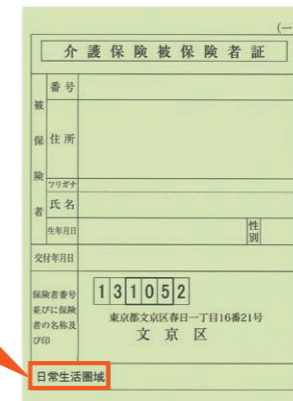 (一
介護保険被保険者証
被保険者
番号
住所
フリガナ
氏名
生年月日
性別
交付年月日
保険者番号
並びに保険
者の名称及
び印
131052
東京都文京区春日一丁目16番21号
文京区
日常生活圏域